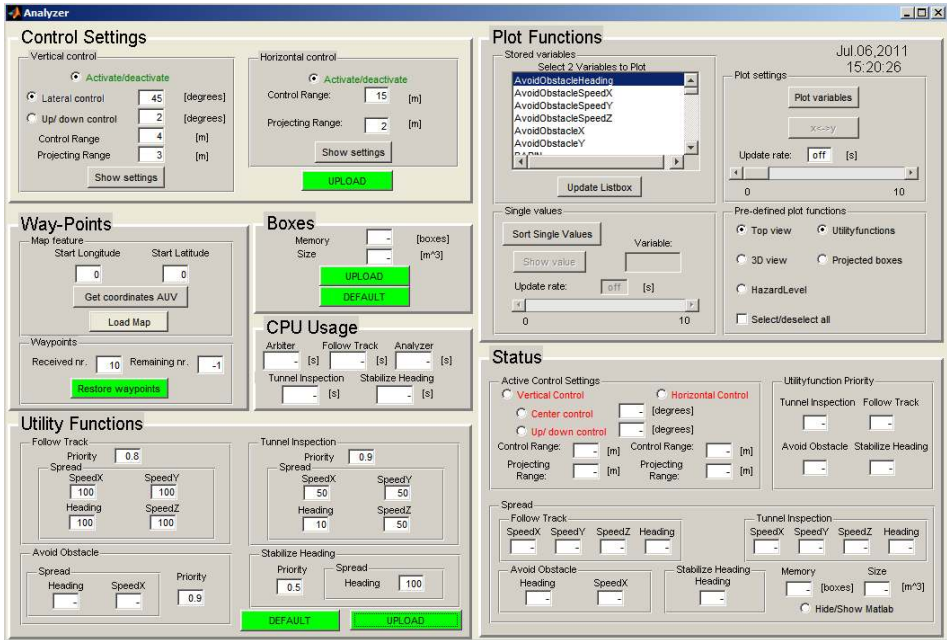 Analyzer
Control Settings
Vertical control
Activate/deactivate
Lateral control 45 [degrees]
Up/ down control 2 [degrees]
Control Range 4 [m]
Projecting Range 3 [m]
Show settings
Horizontal control
Activate/deactivate
Control Range: 15 [m]
Projecting Range: 2 [m]
Show settings
UPLOAD
Way-Points
Map feature
Start Longitude Start Latitude
0 0
Get coordinates AUV
Load Map
Waypoints
Received nr. 10 Remaining nr. -1
Restore waypoints
Boxes
Memory - [boxes]
Size - [m^3]
UPLOAD
DEFAULT
CPU Usage
Arbiter Follow Track Analyzer
- [s] - [s] - [s]
Tunnel Inspection Stabilize Heading
- [s] - [s]
Utility Functions
Follow Track
Priority 0.8
Spread
SpeedX SpeedY
100 100
Heading SpeedZ
100 100
Tunnel Inspection
Priority 0.9
Spread
SpeedX SpeedY
50 50
Heading SpeedZ
10 50
Avoid Obstacle
Spread
Heading SpeedX Priority
- - 0.9
Stabilize Heading
Priority Spread
0.5 Heading 100
DEFAULT UPLOAD
Plot Functions
Jul.06,2011
15:20:26
Stored variables
Select 2 Variables to Plot
AvoidObstacleHeading
AvoidObstacleSpeedX
AvoidObstacleSpeedY
AvoidObstacleSpeedZ
AvoidObstacleX
AvoidObstacleY
Update Listbox
Plot settings
Plot variables
x<->y
Update rate: off [s]
0 10
Single values
Sort Single Values Variable:
Show value
Update rate: off [s]
0 10
Pre-defined plot functions
Top view Utilityfunctions
3D view Projected boxes
HazardLevel
Select/deselect all
Status
Active Control Settings
Vertical Control Horizontal Control
Center control - [degrees]
Up/ down control - [degrees]
Control Range: - [m] Control Range: - [m]
Projecting Range: - [m] Projecting Range: - [m]
Utilityfunction Priority
Tunnel Inspection Follow Track
- -
Avoid Obstacle Stabilize Heading
- -
Spread
Follow Track
SpeedX SpeedY SpeedZ Heading
- - - -
Tunnel Inspection
SpeedX SpeedY SpeedZ Heading
- - - -
Avoid Obstacle
Heading SpeedX
- -
Stabilize Heading
Heading
-
Memory Size
- [boxes] - [m^3]
Hide/Show Matlab